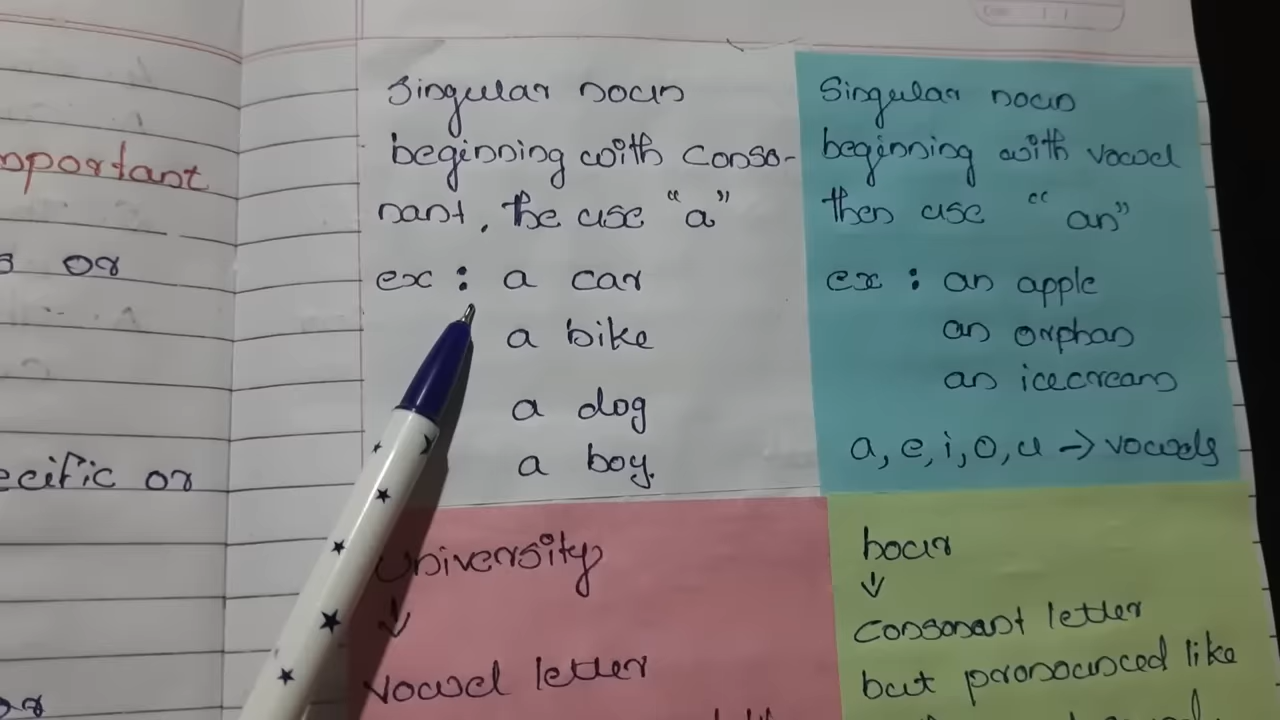 mportant
s or
ecific or
Singular noun
beginning with conso-
nant, the use "a"
ex : a car
a bike
a dog
a boy.
Singular noun
beginning with vowel
then use "an"
ex : an apple
an orphan
an icecream
a, e, i, o, u → vowels
University
↓
vowel letter
hour
↓
consonant letter
but pronounced like